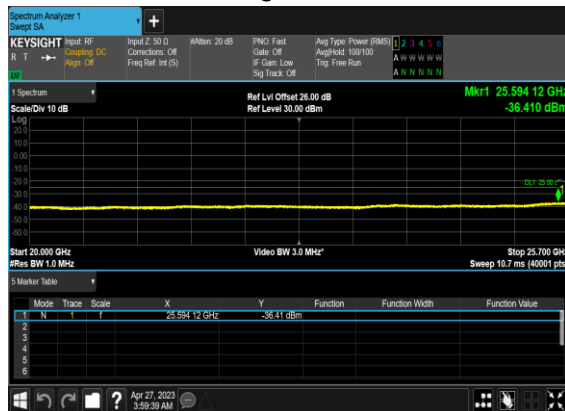 Spectrum Analyzer 1
Swept SA
+
KEYSIGHT Input: RF Input Z: 50 Ω #Atten: 20 dB PNO: Fast Avg Type: Power (RMS) 1 2 3 4 5 6
R T Coupling: DC Corrections: Off Gate: Off Avg|Hold: 100/100 A W W W W W
Align: Off Freq Ref: Int (S) IF Gain: Low Trig: Free Run
Sig Track: Off A N N N N N
LW
1 Spectrum Ref Lvl Offset 26.00 dB Mkr1 25.594 12 GHz
Scale/Div 10 dB Ref Level 30.00 dBm -36.410 dBm
Log
20.0
10.0
0.00
-10.0
-20.0
DL1 -25.00
1
-30.0
-40.0
-50.0
-60.0
Start 20.000 GHz Video BW 3.0 MHz* Stop 25.700 GHz
#Res BW 1.0 MHz Sweep 10.7 ms (40001 pts)
5 Marker Table
Mode Trace Scale X Y Function Function Width Function Value
1 N 1 f 25.594 12 GHz -36.41 dBm
2
3
4
5
6
? Apr 27, 2023
3:59:39 AM